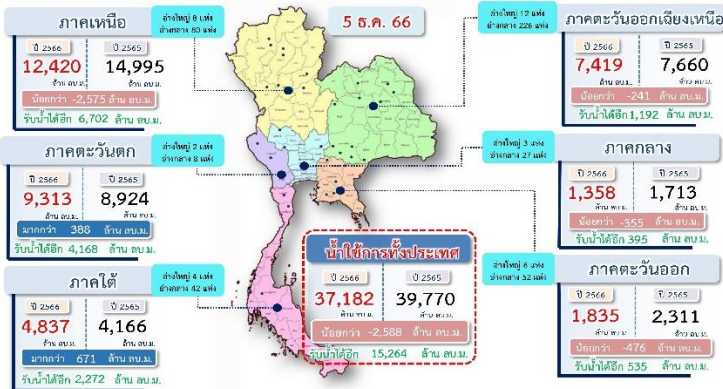 ภาคเหนือ
อ่างใหญ่ 8 แห่ง
อ่างกลาง 80 แห่ง
ปี 2566 ปี 2565
12,420 14,995
ล้าน ลบ.ม. ล้าน ลบ.ม.
น้อยกว่า -2,575 ล้าน ลบ.ม.
รับน้ำได้อีก 6,702 ล้าน ลบ.ม.
5 ธ.ค. 66
อ่างใหญ่ 12 แห่ง
อ่างกลาง 226 แห่ง
ภาคตะวันออกเฉียงเหนือ
ปี 2566 ปี 2565
7,419 7,660
ล้าน ลบ.ม. ล้าน ลบ.ม.
น้อยกว่า -241 ล้าน ลบ.ม.
รับน้ำได้อีก 1,192 ล้าน ลบ.ม.
ภาคตะวันตก
อ่างใหญ่ 2 แห่ง
อ่างกลาง 8 แห่ง
ปี 2566 ปี 2565
9,313 8,924
ล้าน ลบ.ม. ล้าน ลบ.ม.
มากกว่า 388 ล้าน ลบ.ม.
รับน้ำได้อีก 4,168 ล้าน ลบ.ม.
อ่างใหญ่ 3 แห่ง
อ่างกลาง 27 แห่ง
ภาคกลาง
ปี 2566 ปี 2565
1,358 1,713
ล้าน ลบ.ม. ล้าน ลบ.ม.
น้อยกว่า -355 ล้าน ลบ.ม.
รับน้ำได้อีก 395 ล้าน ลบ.ม.
ภาคใต้
อ่างใหญ่ 4 แห่ง
อ่างกลาง 42 แห่ง
ปี 2566 ปี 2565
4,837 4,166
ล้าน ลบ.ม. ล้าน ลบ.ม.
มากกว่า 671 ล้าน ลบ.ม.
รับน้ำได้อีก 2,272 ล้าน ลบ.ม.
น้ำใช้การทั้งประเทศ
ปี 2566 ปี 2565
37,182 39,770
ล้าน ลบ.ม. ล้าน ลบ.ม.
น้อยกว่า -2,588 ล้าน ลบ.ม.
รับน้ำได้อีก 15,264 ล้าน ลบ.ม.
อ่างใหญ่ 6 แห่ง
อ่างกลาง 52 แห่ง
ภาคตะวันออก
ปี 2566 ปี 2565
1,835 2,311
ล้าน ลบ.ม. ล้าน ลบ.ม.
น้อยกว่า -476 ล้าน ลบ.ม.
รับน้ำได้อีก 535 ล้าน ลบ.ม.